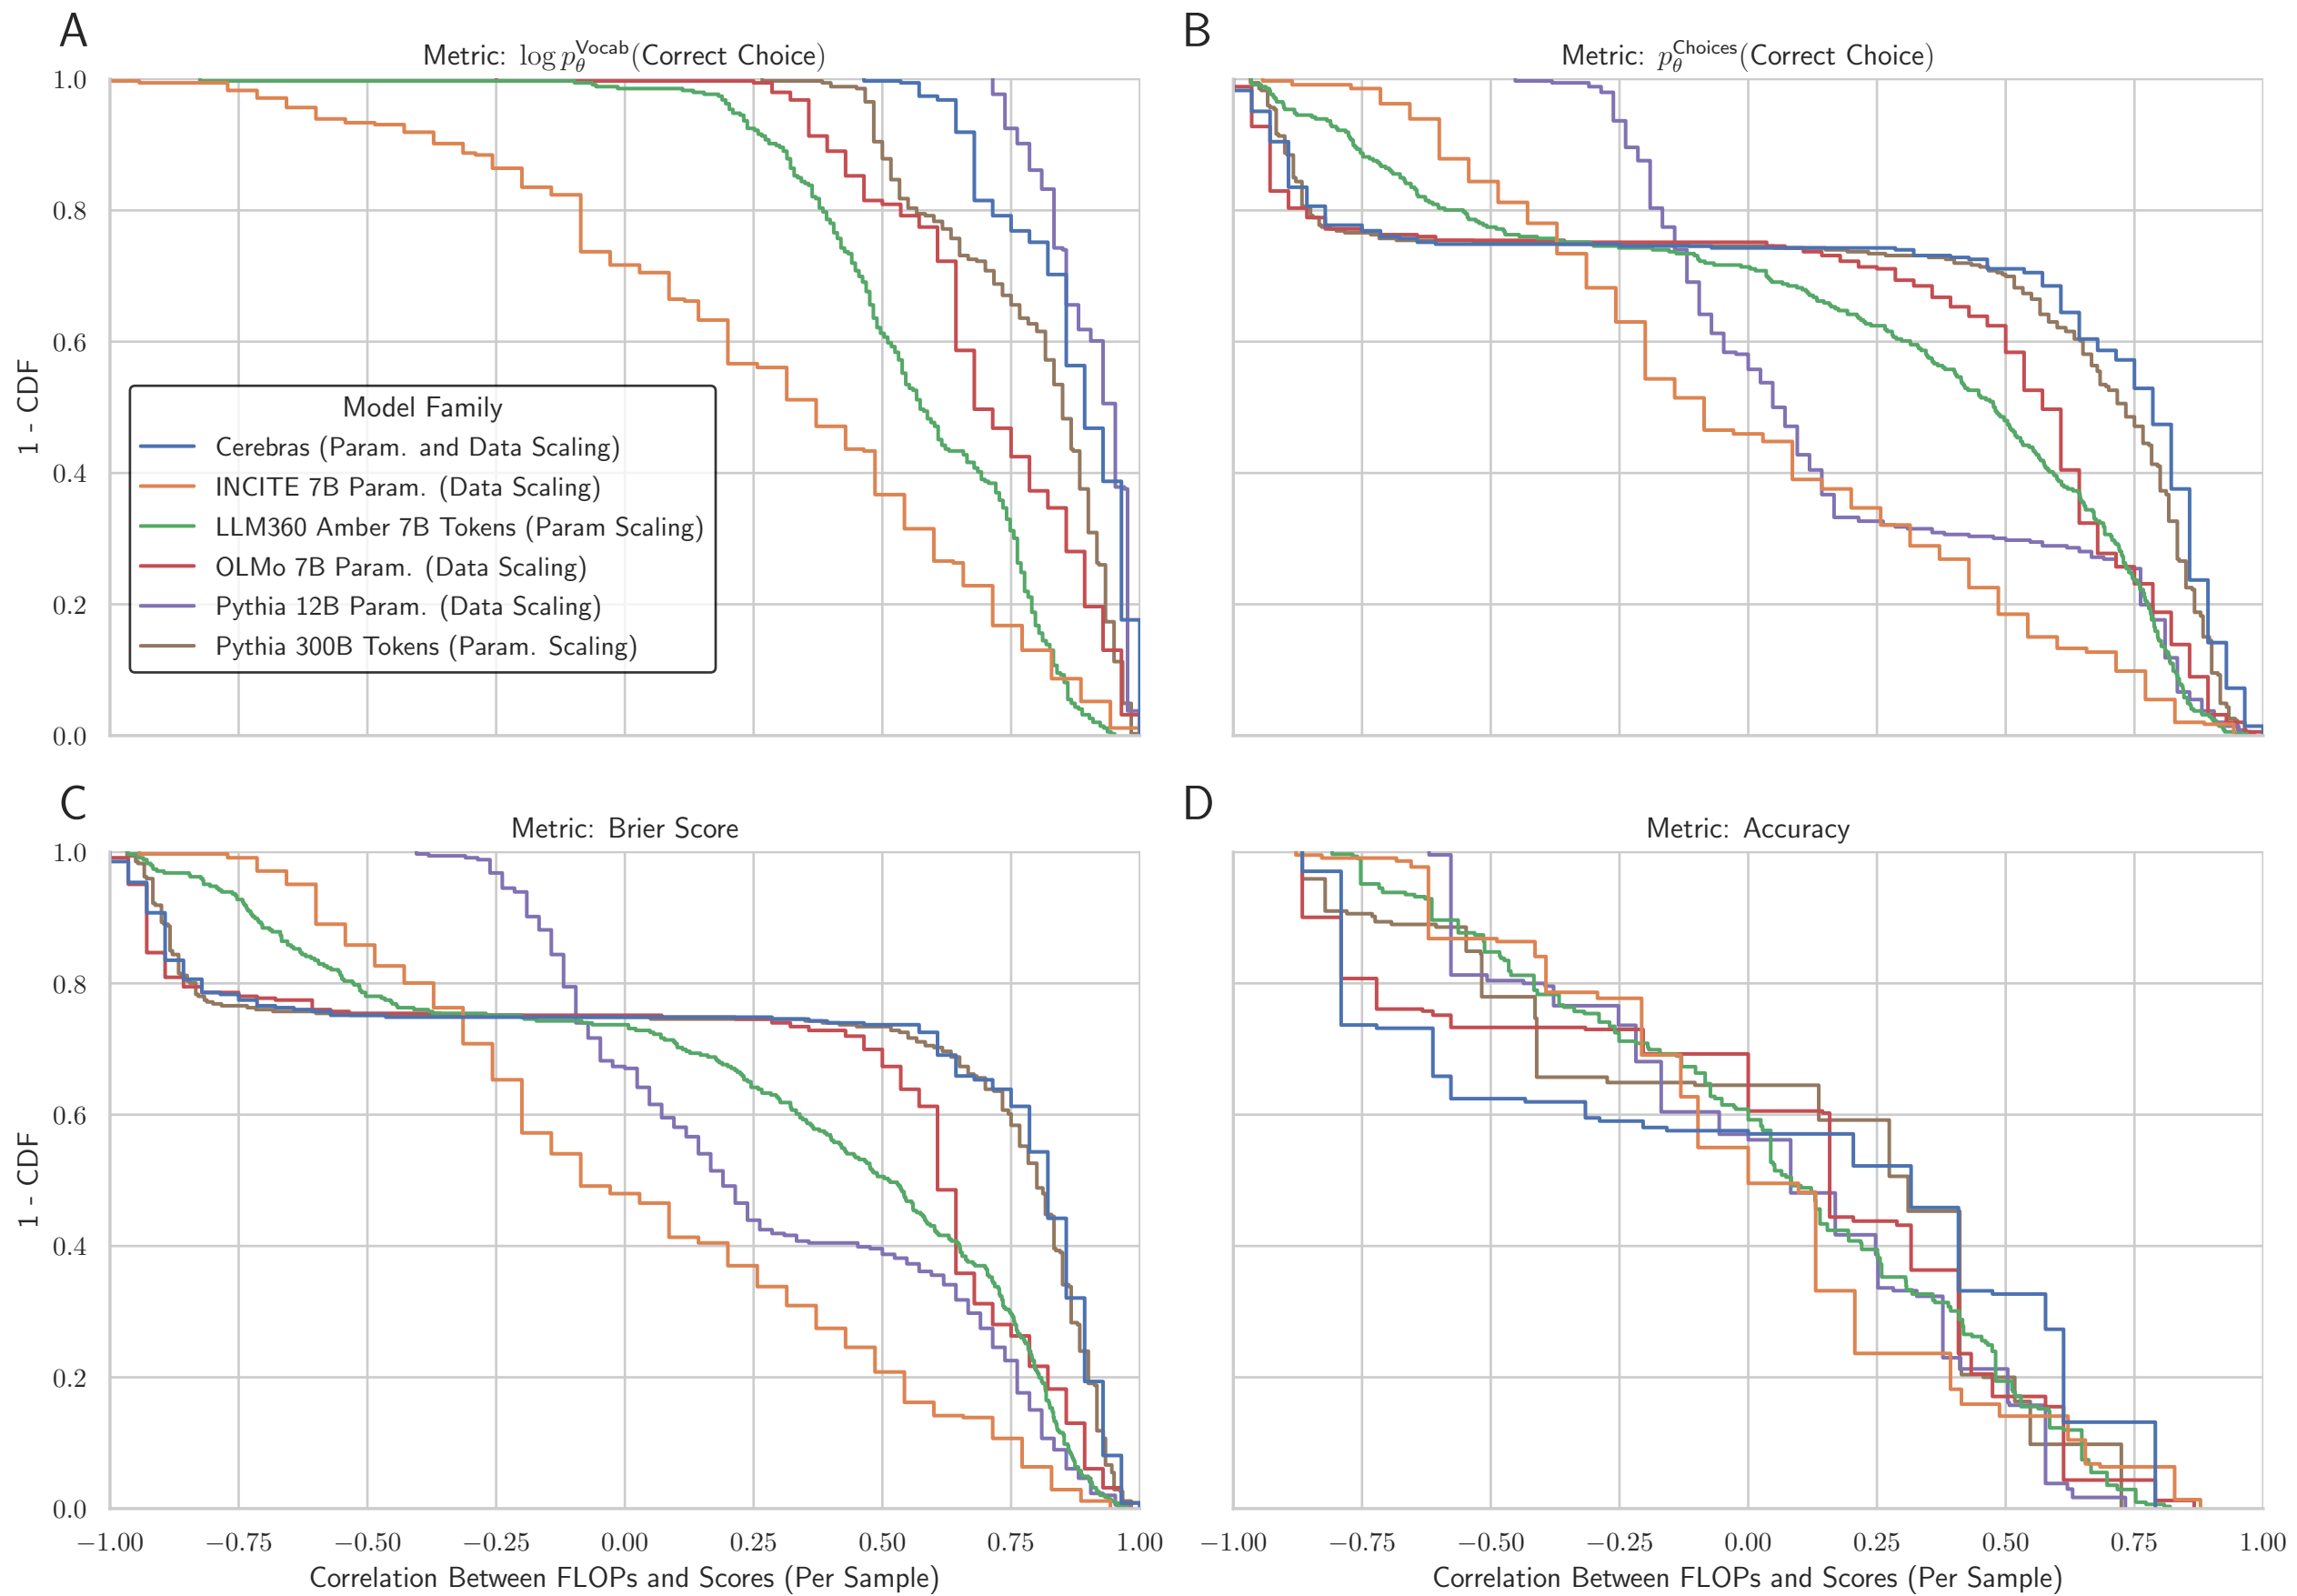 A
Metric: log p_θ^Vocab(Correct Choice)
1.0
0.8
0.6
0.4
0.2
0.0
1 - CDF
Model Family
Cerebras (Param. and Data Scaling)
INCITE 7B Param. (Data Scaling)
LLM360 Amber 7B Tokens (Param Scaling)
OLMo 7B Param. (Data Scaling)
Pythia 12B Param. (Data Scaling)
Pythia 300B Tokens (Param. Scaling)
B
Metric: p_θ^Choices(Correct Choice)
C
Metric: Brier Score
1.0
0.8
0.6
0.4
0.2
0.0
1 - CDF
−1.00 −0.75 −0.50 −0.25 0.00 0.25 0.50 0.75 1.00
Correlation Between FLOPs and Scores (Per Sample)
D
Metric: Accuracy
−1.00 −0.75 −0.50 −0.25 0.00 0.25 0.50 0.75 1.00
Correlation Between FLOPs and Scores (Per Sample)